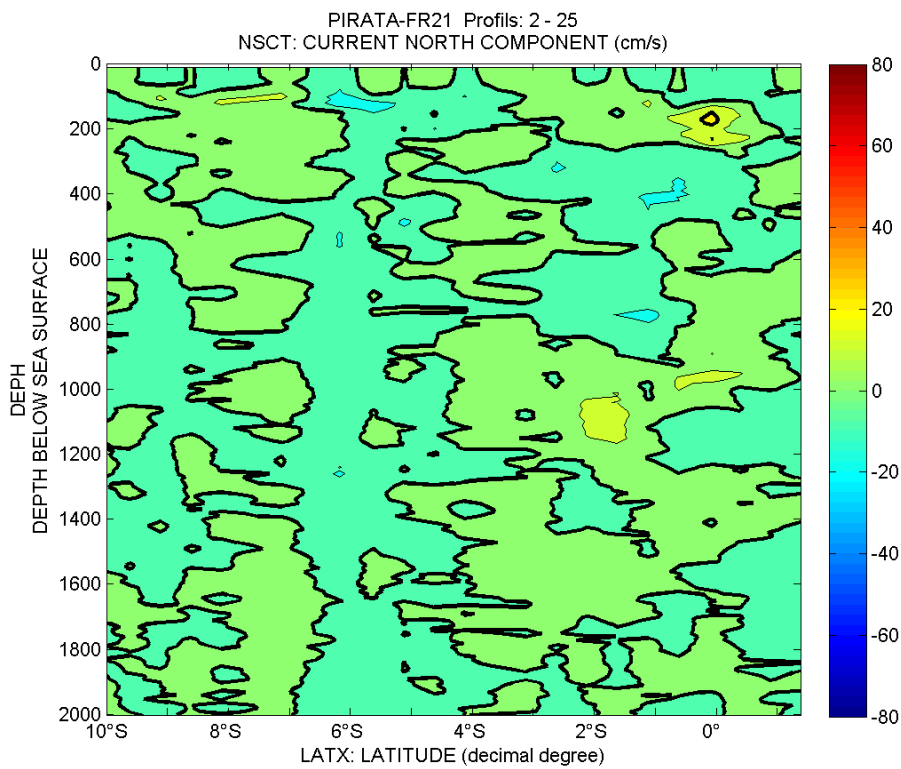 PIRATA-FR21 Profils: 2 - 25
NSCT: CURRENT NORTH COMPONENT (cm/s)
DEPH
DEPTH BELOW SEA SURFACE
0
200
400
600
800
1000
1200
1400
1600
1800
2000
10°S
8°S
6°S
4°S
2°S
0°
LATX: LATITUDE (decimal degree)
80
60
40
20
0
-20
-40
-60
-80